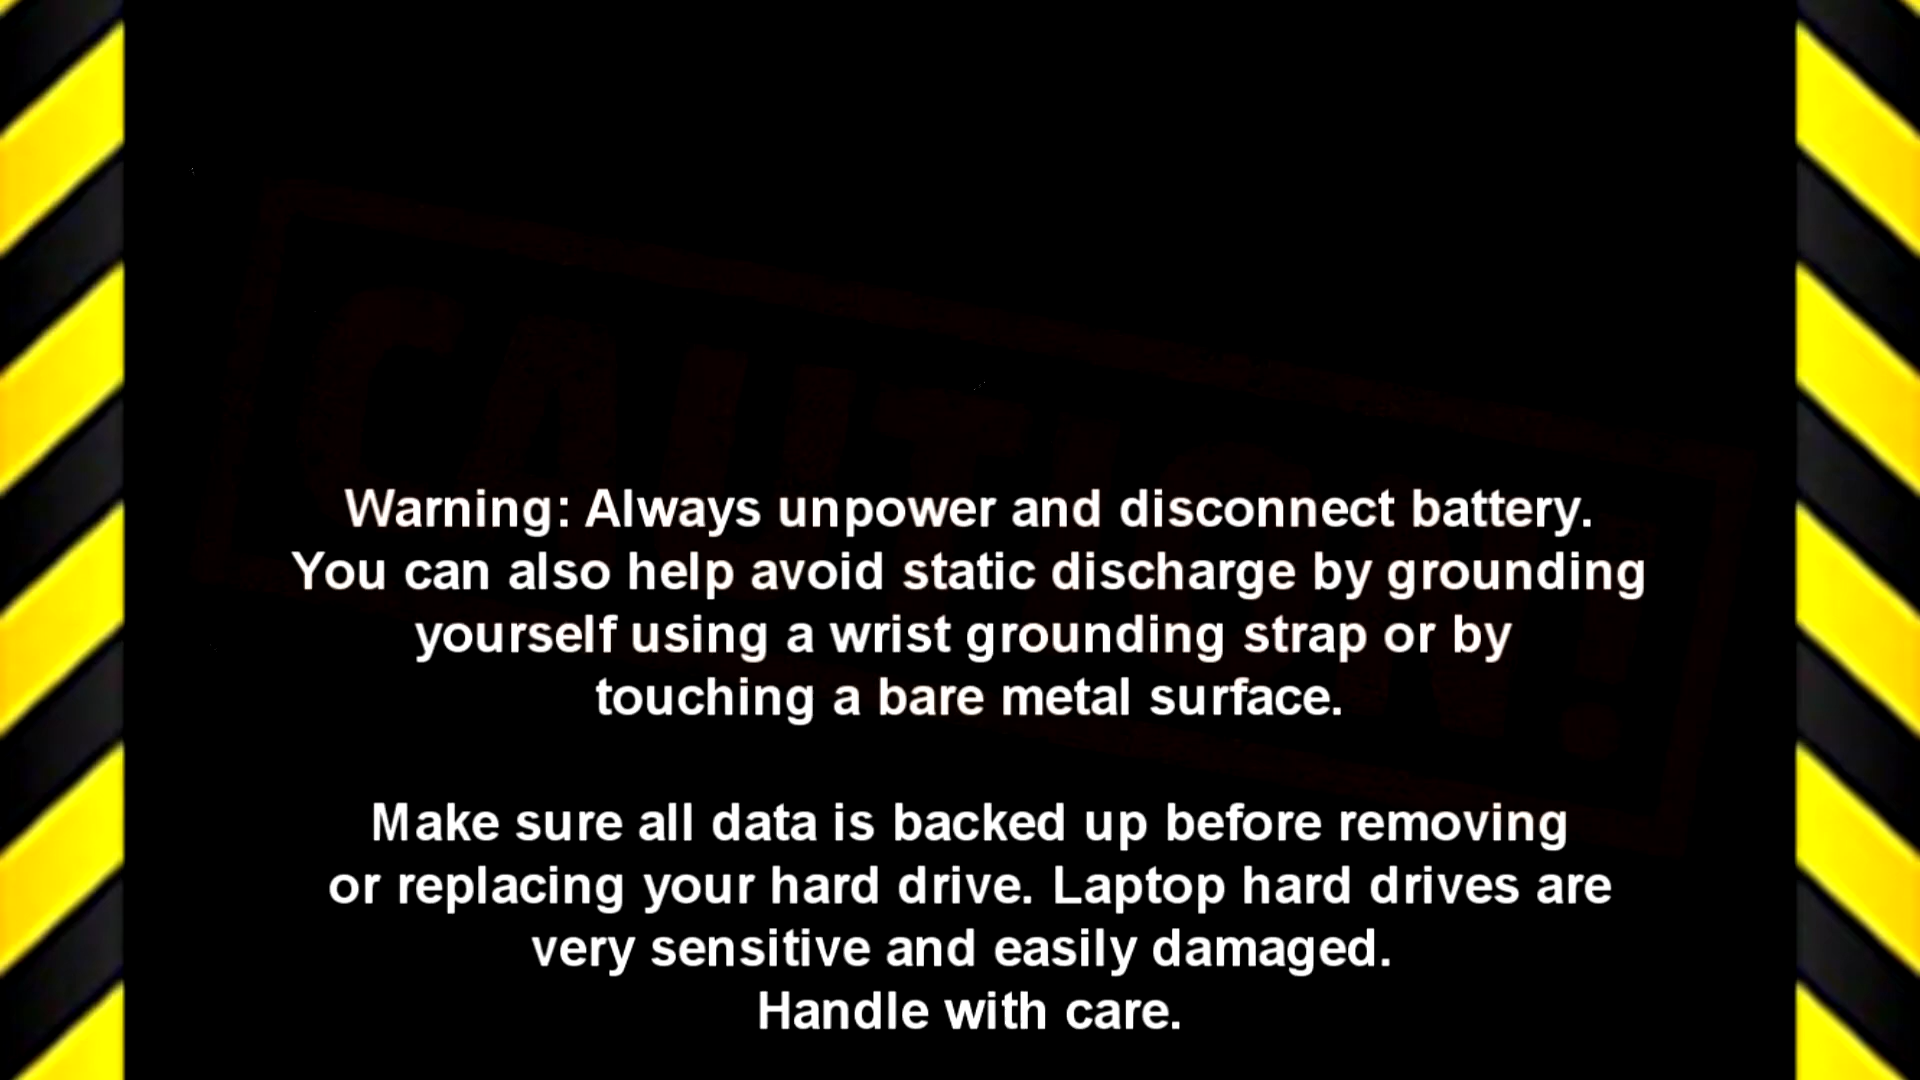 CAUTION!
Warning: Always unpower and disconnect battery.
You can also help avoid static discharge by grounding
yourself using a wrist grounding strap or by
touching a bare metal surface.
Make sure all data is backed up before removing
or replacing your hard drive. Laptop hard drives are
very sensitive and easily damaged.
Handle with care.